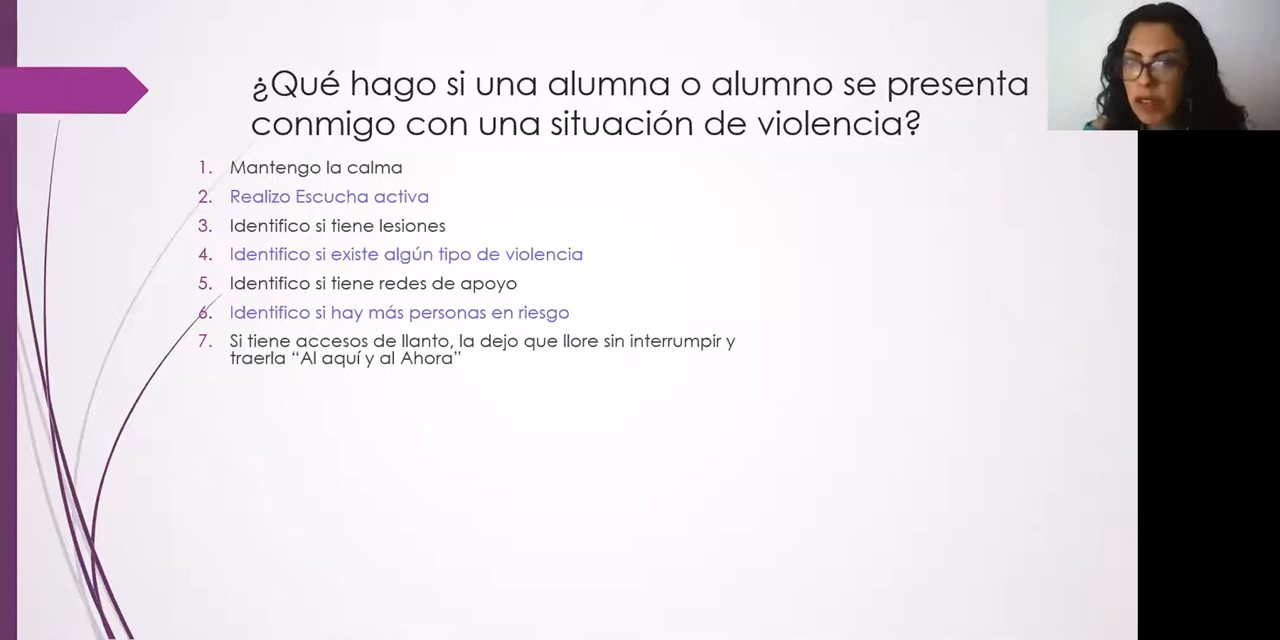 ¿Qué hago si una alumna o alumno se presenta
conmigo con una situación de violencia?
1. Mantengo la calma
2. Realizo Escucha activa
3. Identifico si tiene lesiones
4. Identifico si existe algún tipo de violencia
5. Identifico si tiene redes de apoyo
6. Identifico si hay más personas en riesgo
7. Si tiene accesos de llanto, la dejo que llore sin interrumpir y
traerla “Al aquí y al Ahora”